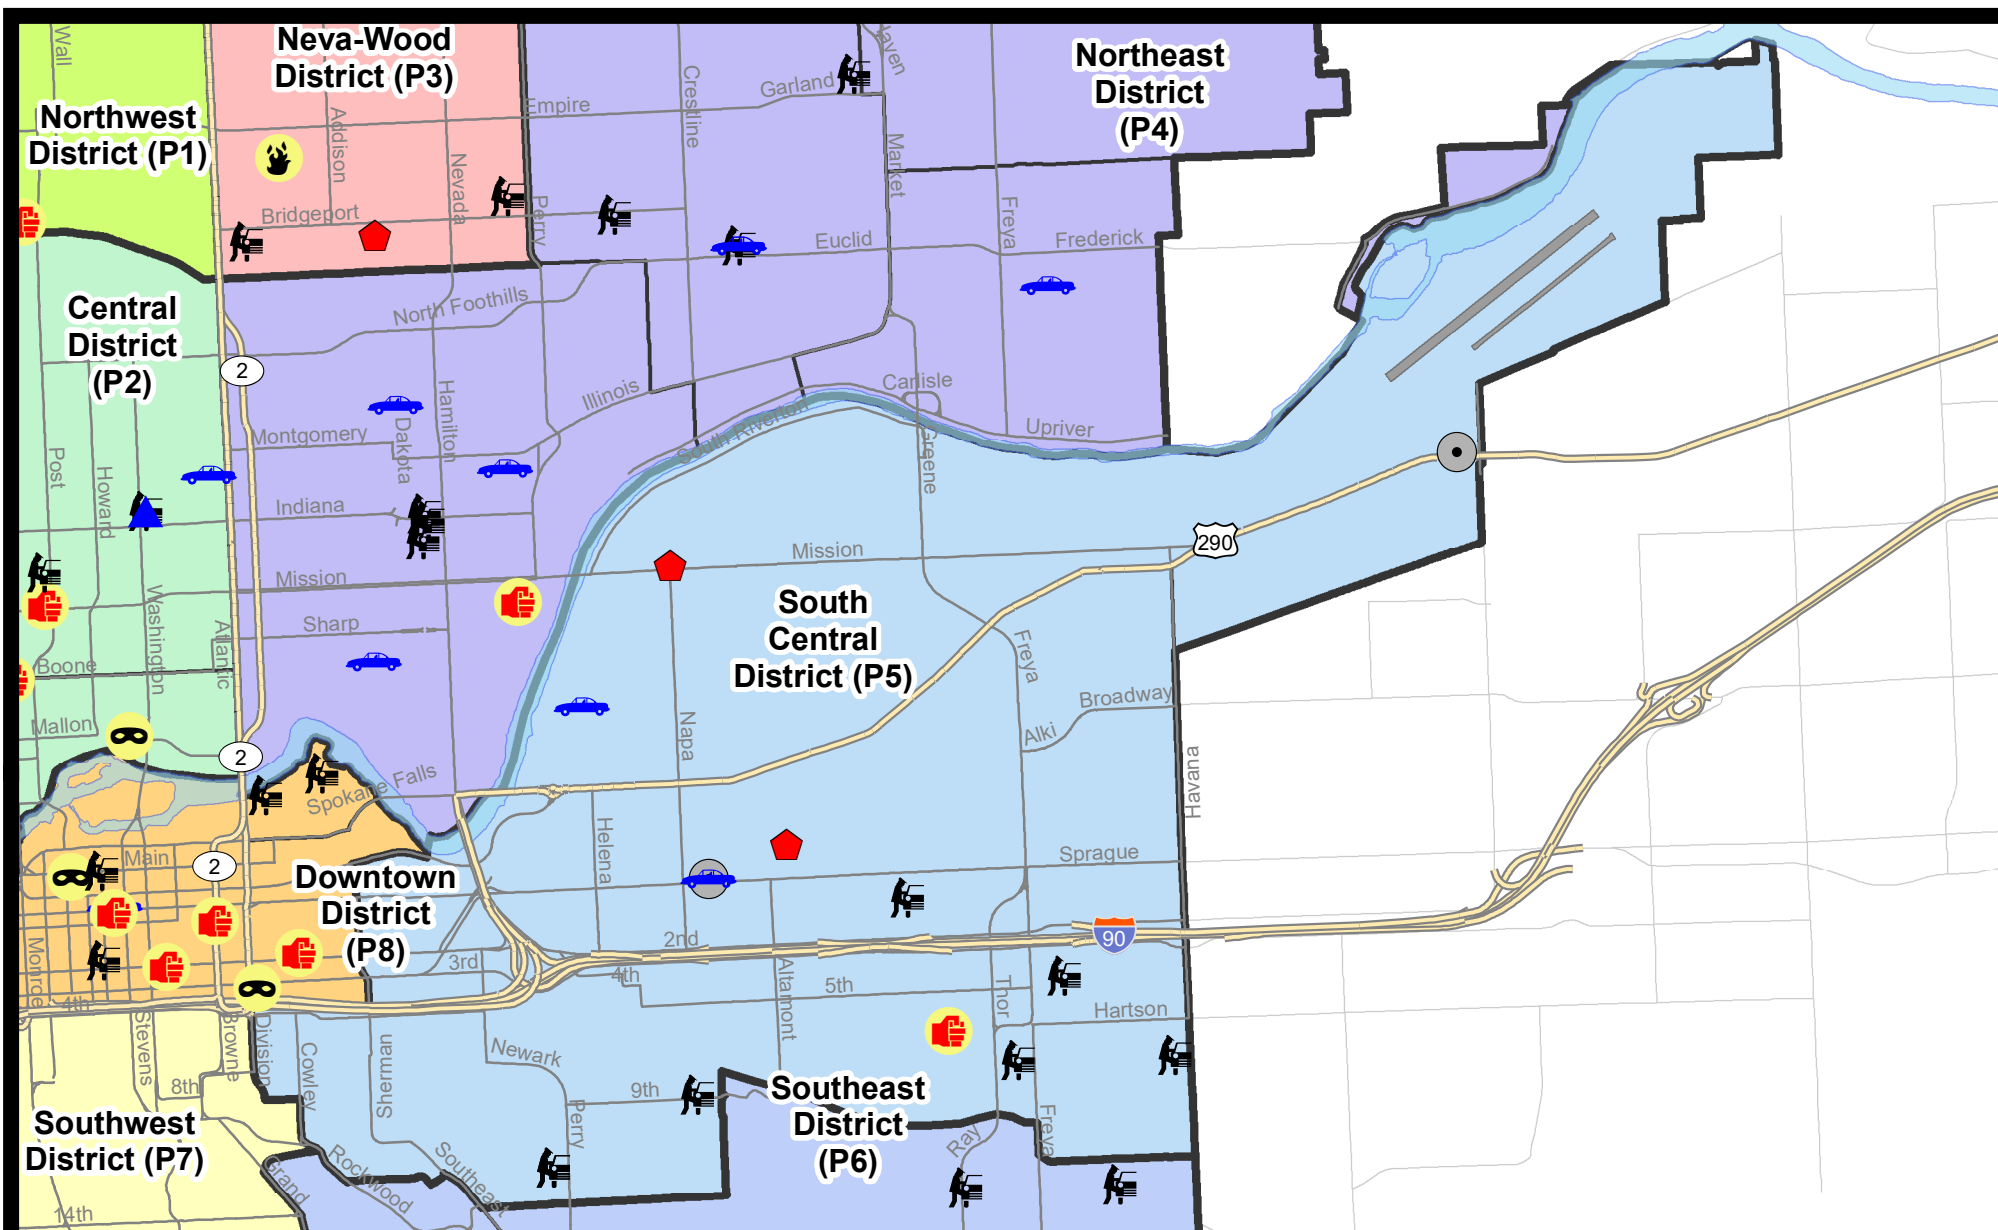 Wall
Neva-Wood
District (P3)
Northwest
District (P1)
Northeast
District
(P4)
Crestline
Garland
Haven
Empire
Addison
Nevada
Market
Bridgeport
Perry
Euclid
Freya
Frederick
Central
District
(P2)
North Foothills
2
Hamilton
Illinois
Carlisle
Dakota
Montgomery
South Riverton
Upriver
Greene
Post
Howard
Indiana
Mission
290
Mission
Washington
Atlantic
Sharp
South
Central
District (P5)
Freya
Boone
Mallon
Napa
Broadway
Alki
2
Spokane Falls
Havana
Helena
Main
2
Downtown
District
(P8)
Sprague
Monroe
2nd
90
3rd
4th
4th
Altamont
5th
Thor
Hartson
Stevens
Browne
Division
Cowley
Sherman
Newark
8th
9th
Perry
Southeast
District
(P6)
Ray
Freya
Southwest
District (P7)
Grand
Rockwood
Southeast
14th